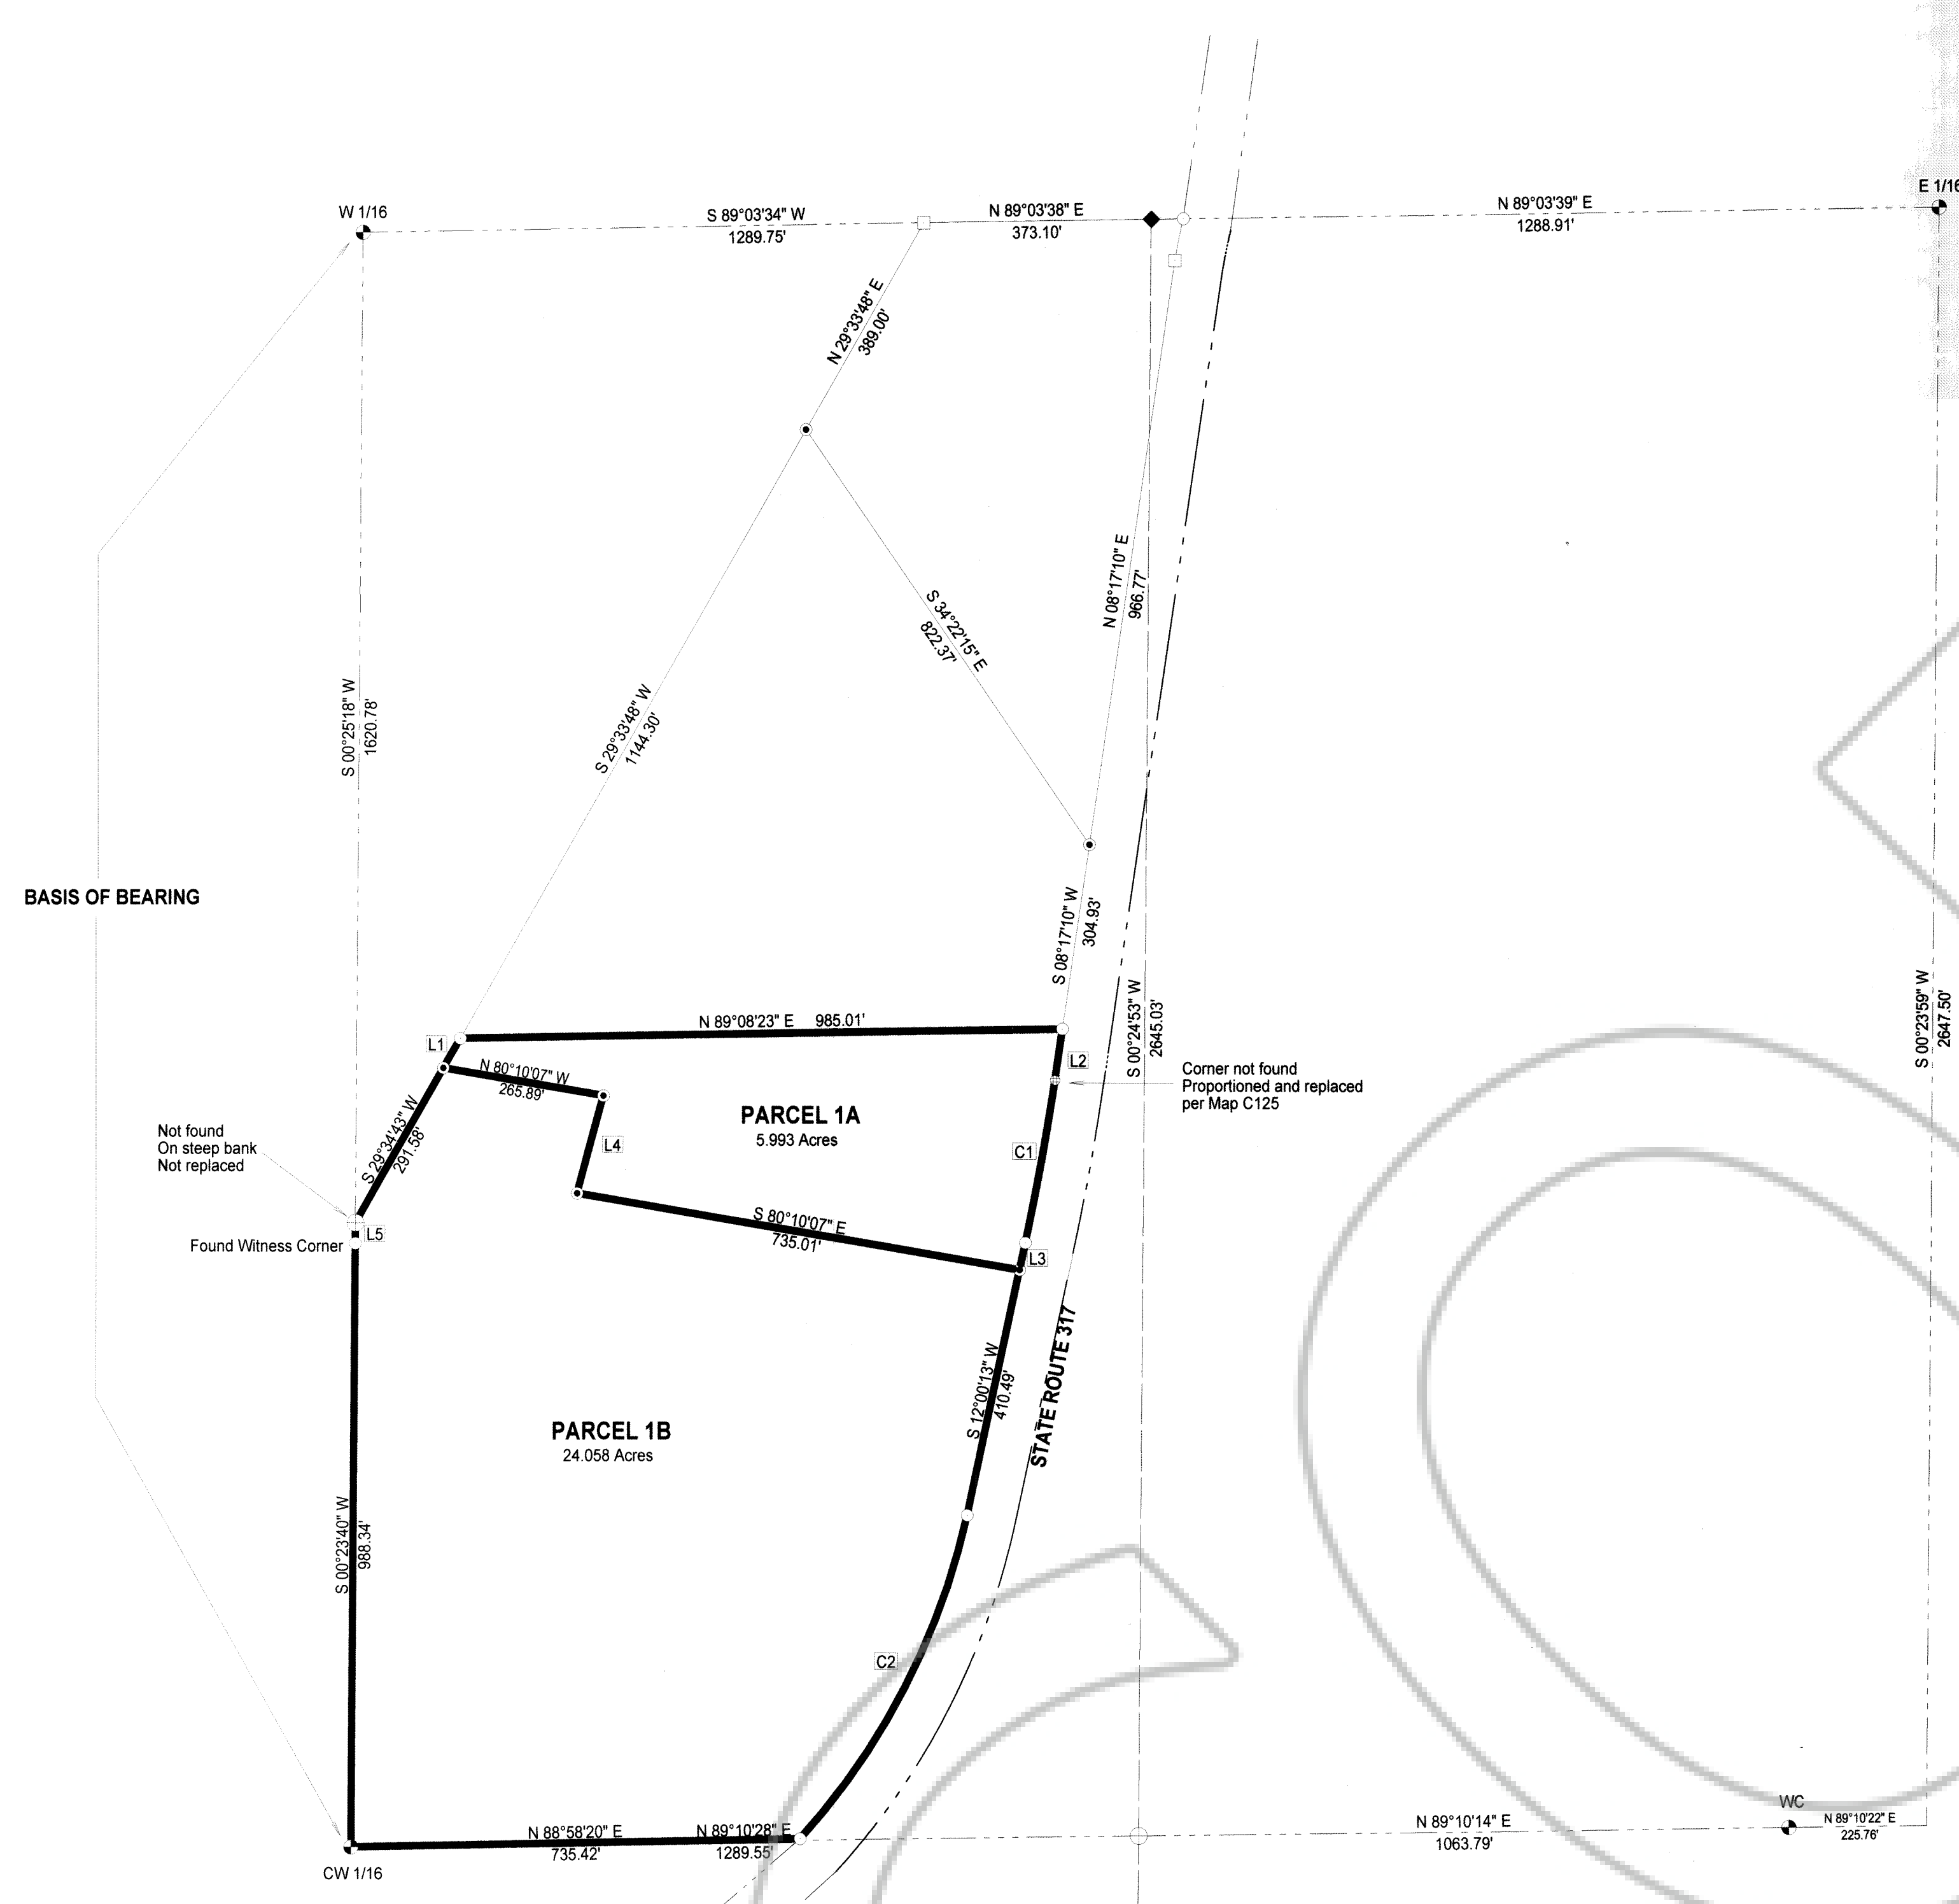 E 1/16
W 1/16
S 89°03'34" W
1289.75'
N 89°03'38" E
373.10'
N 89°03'39" E
1288.91'
N 29°33'48" E
389.00'
N 08°17'10" E
966.77'
S 34°22'15" E
822.37'
S 00°25'18" W
1620.78'
S 29°33'48" W
1144.30'
BASIS OF BEARING
S 08°17'10" W
304.93'
S 00°24'53" W
2645.03'
S 00°23'59" W
2647.50'
N 89°08'23" E 985.01'
L1
L2
N 80°10'07" W
265.89'
Corner not found
Proportioned and replaced
per Map C125
PARCEL 1A
5.993 Acres
Not found
On steep bank
Not replaced
S 29°34'43" W
291.58'
L4
C1
S 80°10'07" E
735.01'
L5
Found Witness Corner
L3
STATE ROUTE 317
S 12°00'13" W
410.49'
PARCEL 1B
24.058 Acres
S 00°23'40" W
988.34'
C2
WC
N 88°58'20" E
735.42'
N 89°10'28" E
1289.55'
N 89°10'14" E
1063.79'
N 89°10'22" E
225.76'
CW 1/16